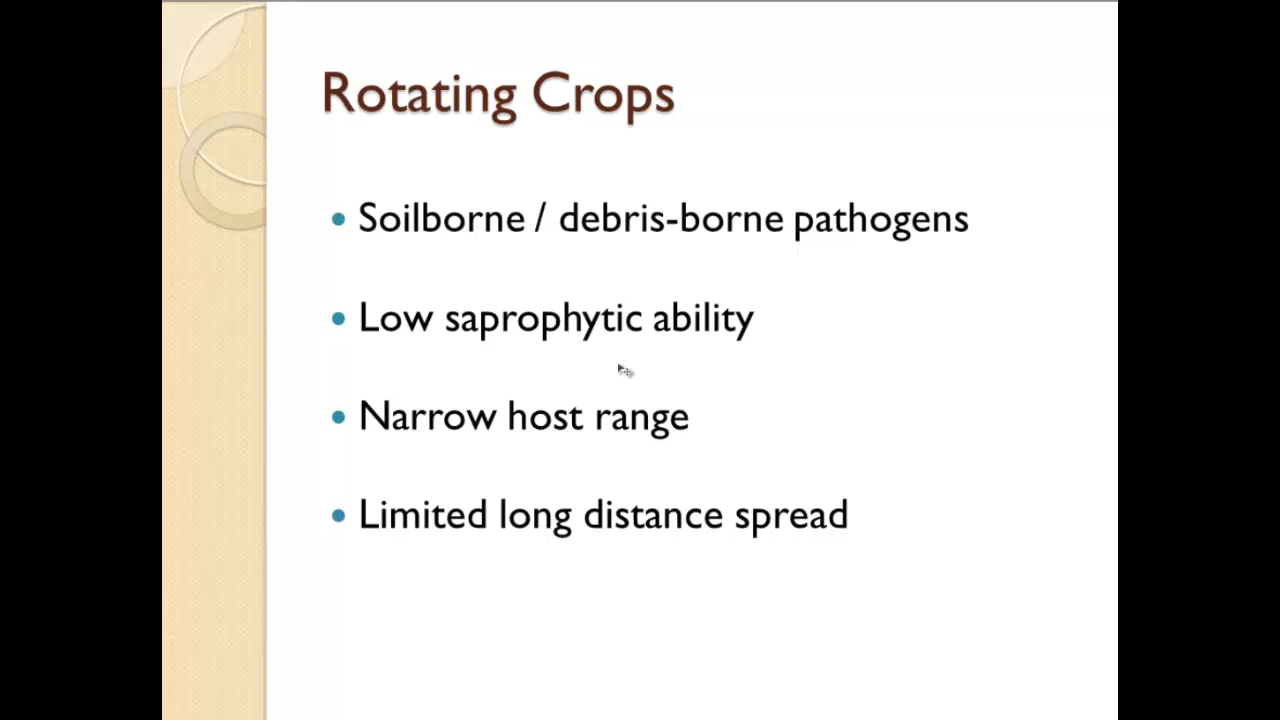 Rotating Crops
• Soilborne / debris-borne pathogens
• Low saprophytic ability
• Narrow host range
• Limited long distance spread